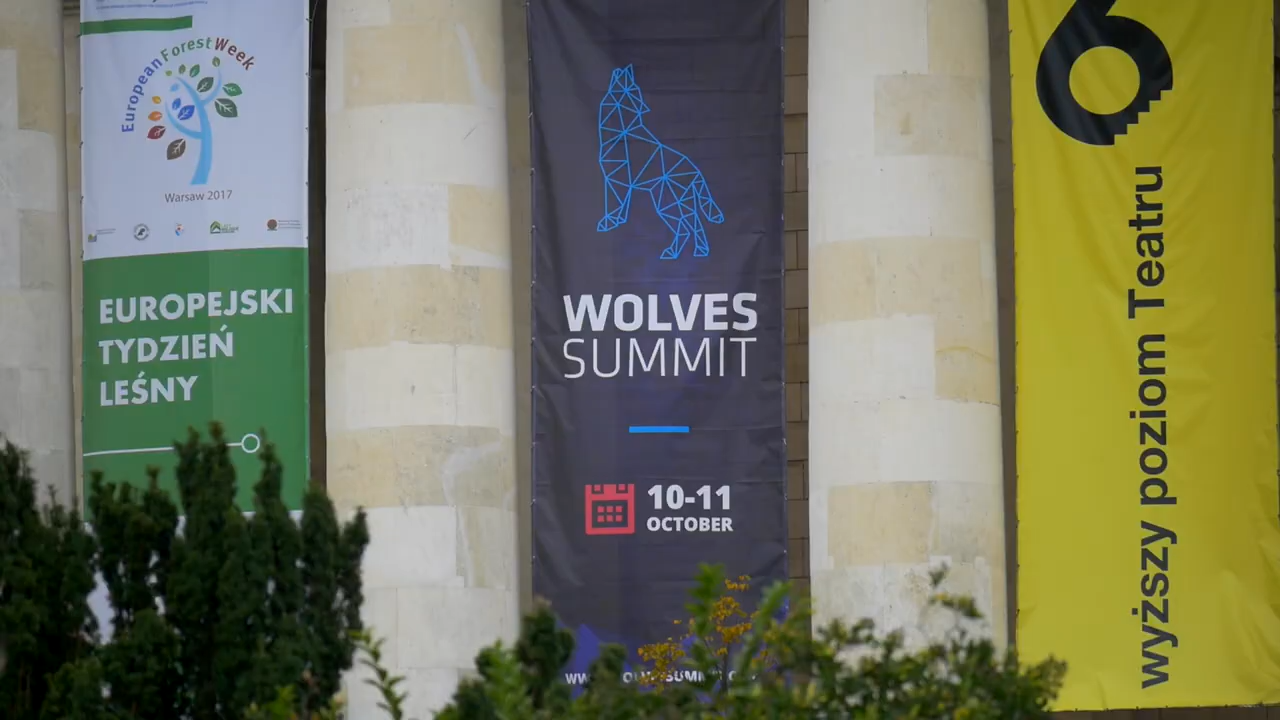 European Forest Week
Warsaw 2017
EUROPEJSKI
TYDZIEŃ
LEŚNY
WOLVES
SUMMIT
10-11
OCTOBER
6
wyższy poziom Teatru